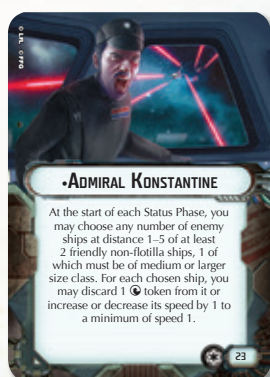 © LFL ©FFG
•ADMIRAL KONSTANTINE
At the start of each Status Phase, you
may choose any number of enemy
ships at distance 1–5 of at least
2 friendly non-flotilla ships, 1 of
which must be of medium or larger
size class. For each chosen ship, you
may discard 1 token from it or
increase or decrease its speed by 1 to
a minimum of speed 1.
23